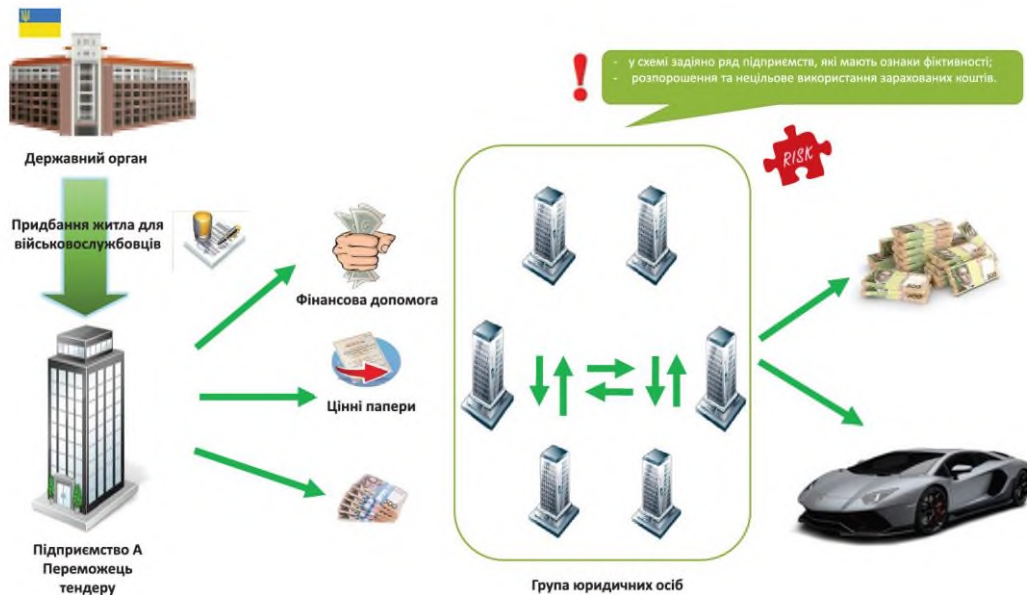 - у схемі задіяно ряд підприємств, які мають ознаки фіктивності;
- розпорошення та нецільове використання зарахованих коштів.
RISK
Державний орган
Придбання житла для
військовослужбовців
Фінансова допомога
Цінні папери
Підприємство А
Переможець
тендеру
Група юридичних осіб